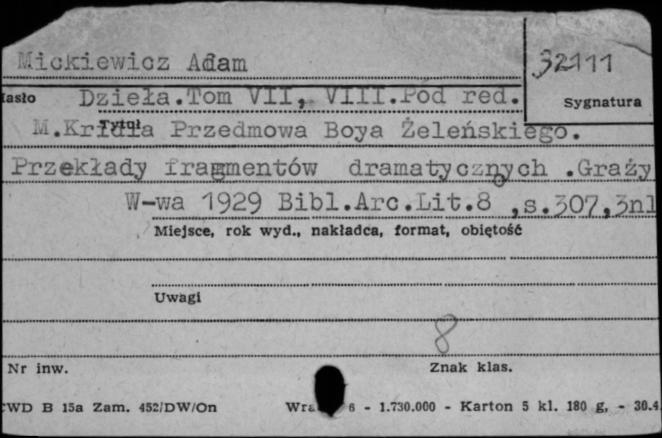 Mickiewicz Adam
32111
Hasło Dzieła.Tom VII, VIII.Pod red.
Sygnatura
Tytuł
M.Kridla Przedmowa Boya Żeleńskiego.
Przekłady fragmentów dramatycznych .Graży
W-wa 1929 Bibl.Arc.Lit.8 ,s.307,3nl
Miejsce, rok wyd., nakładca, format, objętość
Uwagi
8
Nr inw. Znak klas.
CWD B 15a Zam. 452/DW/On 6 - 1.730.000 - Karton 5 kl. 180 g, - 30.4